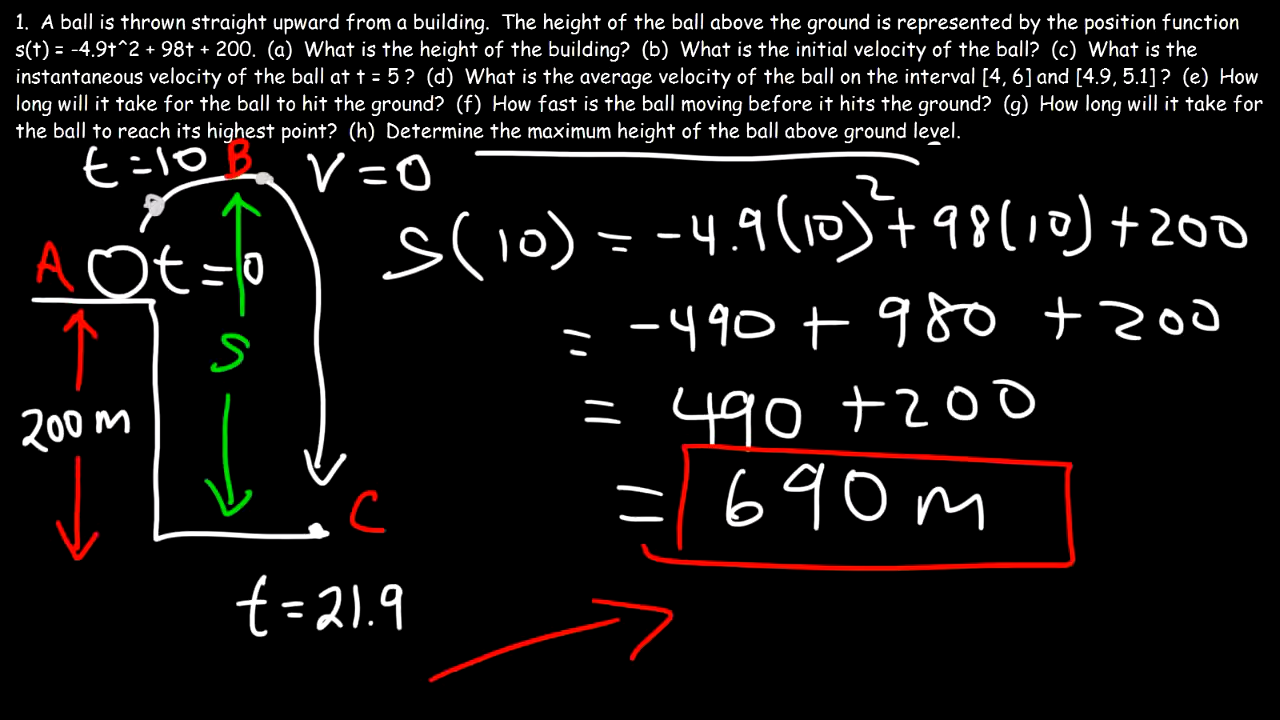 1. A ball is thrown straight upward from a building. The height of the ball above the ground is represented by the position function
s(t) = -4.9t^2 + 98t + 200. (a) What is the height of the building? (b) What is the initial velocity of the ball? (c) What is the
instantaneous velocity of the ball at t = 5 ? (d) What is the average velocity of the ball on the interval [4, 6] and [4.9, 5.1] ? (e) How
long will it take for the ball to hit the ground? (f) How fast is the ball moving before it hits the ground? (g) How long will it take for
the ball to reach its highest point? (h) Determine the maximum height of the ball above ground level.
t = 10 B V = 0
S(10) = -4.9(10)² + 98(10) + 200
A t = 0
= -490 + 980 + 200
S
200 m
= 490 + 200
= 690 m
C
t = 21.9